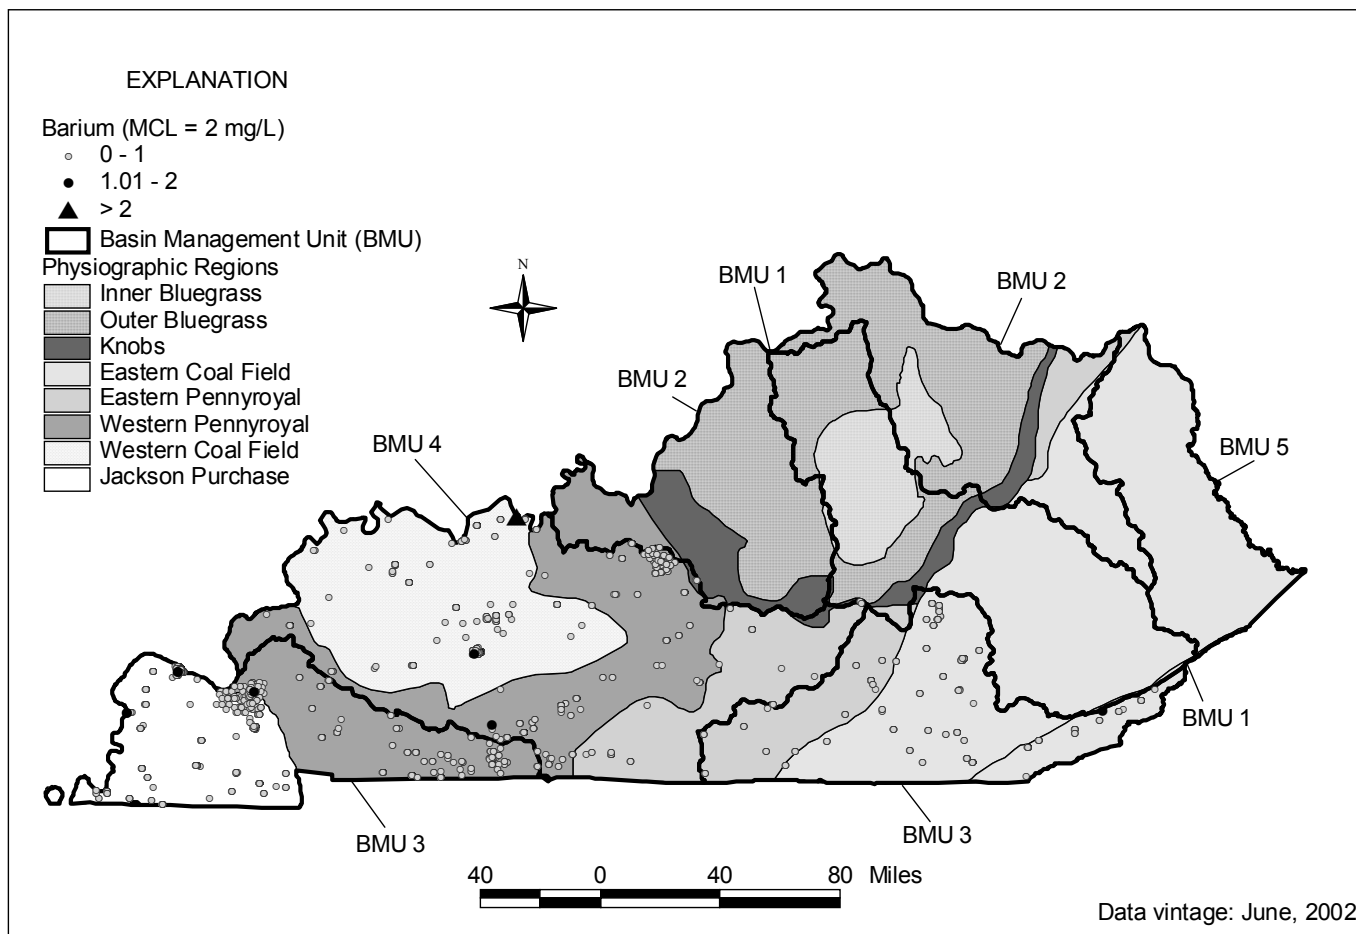 EXPLANATION
Barium (MCL = 2 mg/L)
0 - 1
1.01 - 2
> 2
Basin Management Unit (BMU)
Physiographic Regions
Inner Bluegrass
Outer Bluegrass
Knobs
Eastern Coal Field
Eastern Pennyroyal
Western Pennyroyal
Western Coal Field
Jackson Purchase
N
BMU 1
BMU 2
BMU 2
BMU 4
BMU 5
BMU 1
BMU 3
BMU 3
40 0 40 80 Miles
Data vintage: June, 2002